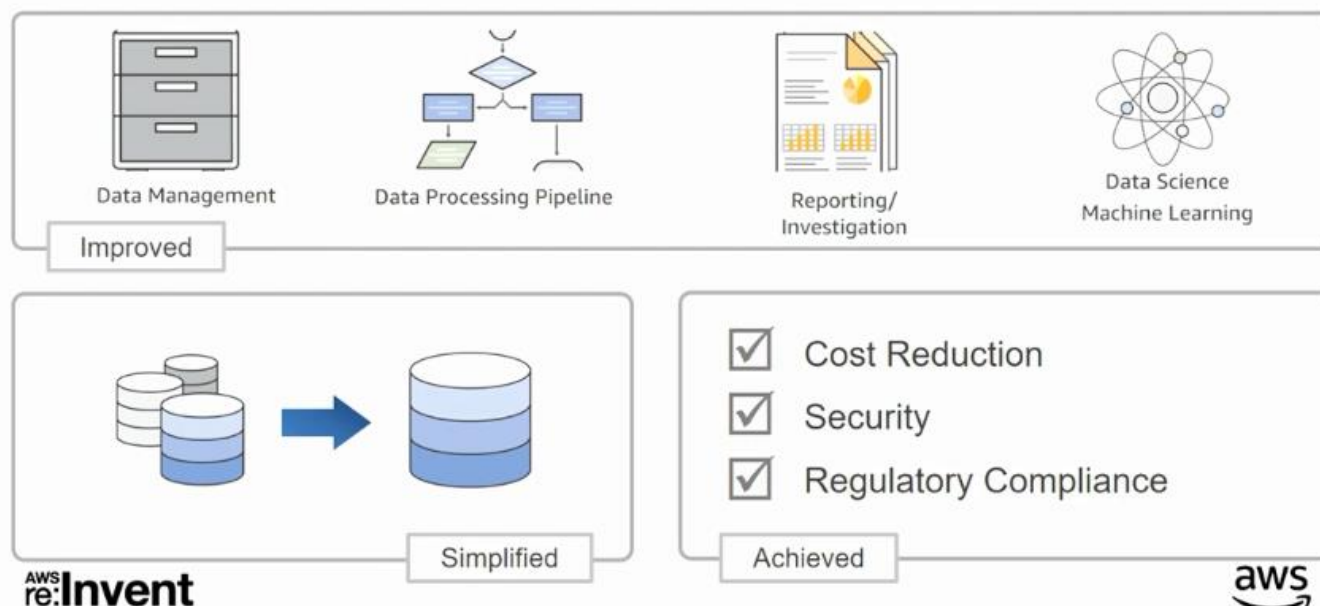 Data Management
Data Processing Pipeline
Reporting/
Investigation
Data Science
Machine Learning
Improved
Simplified
Cost Reduction
Security
Regulatory Compliance
Achieved
AWS
re:Invent
aws